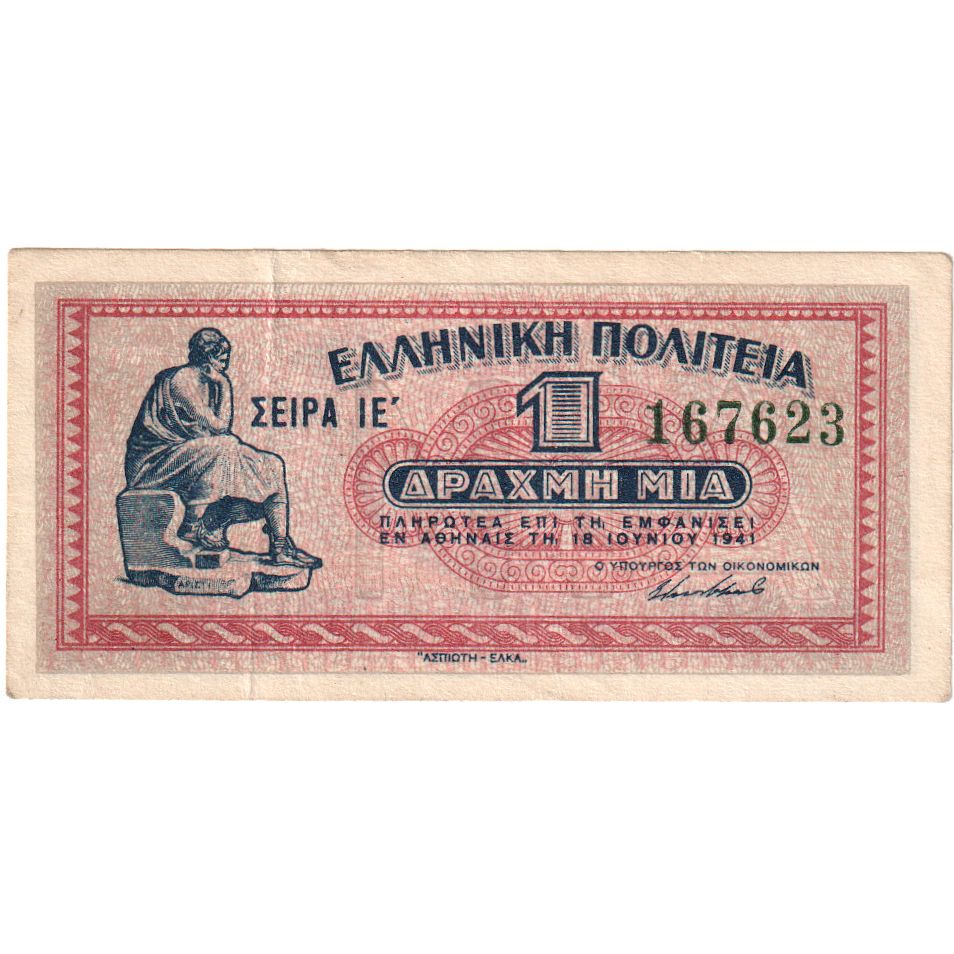 ΕΛΛΗΝΙΚΗ ΠΟΛΙΤΕΙΑ
ΣΕΙΡΑ ΙΕ΄
1
167623
ΔΡΑΧΜΗ ΜΙΑ
ΠΛΗΡΩΤΕΑ ΕΠΙ ΤΗ, ΕΜΦΑΝΙΣΕΙ
ΕΝ ΑΘΗΝΑΙΣ ΤΗ, 18 ΙΟΥΝΙΟΥ 1941
Ο ΥΠΟΥΡΓΟΣ ΤΩΝ ΟΙΚΟΝΟΜΙΚΩΝ
"ΑΣΠΙΩΤΗ - ΕΛΚΑ„